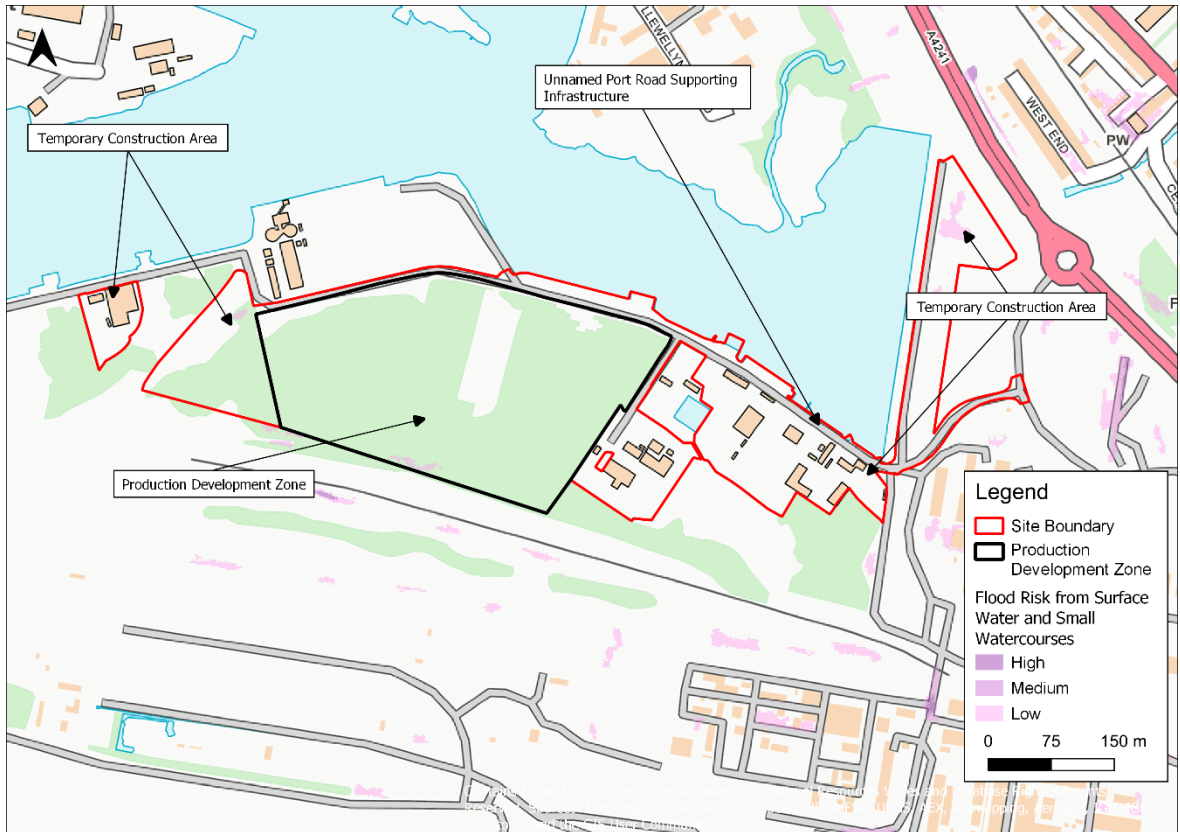 LLEWELLYN
A4241
Unnamed Port Road Supporting
Infrastructure
WEST END
PW
Temporary Construction Area
Temporary Construction Area
Production Development Zone
Legend
Site Boundary
Production
Development Zone
Flood Risk from Surface
Water and Small
Watercourses
High
Medium
Low
0 75 150 m